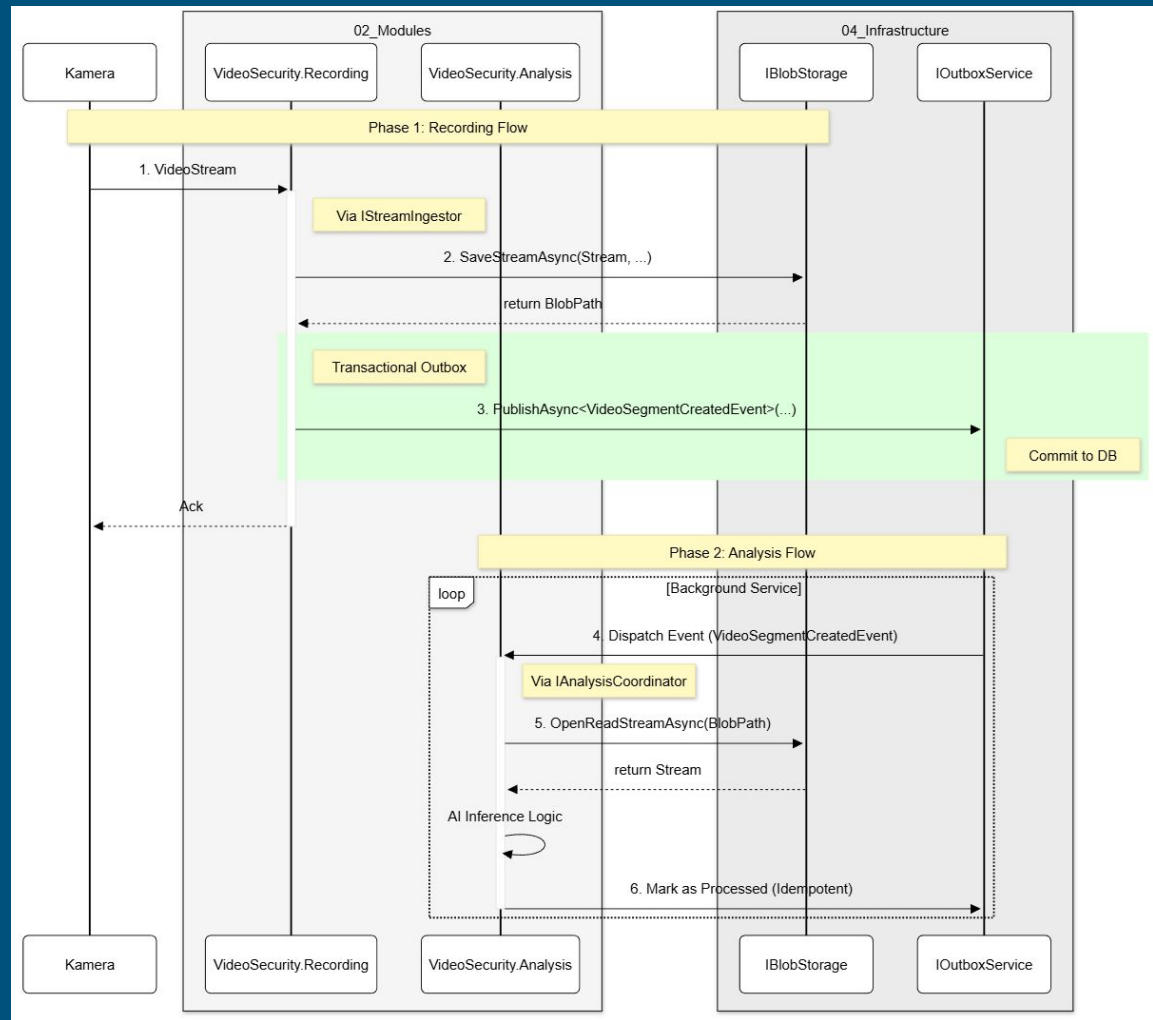 02_Modules
04_Infrastructure
Kamera
VideoSecurity.Recording
VideoSecurity.Analysis
IBlobStorage
IOutboxService
Phase 1: Recording Flow
1. VideoStream
Via IStreamIngestor
2. SaveStreamAsync(Stream, ...)
return BlobPath
Transactional Outbox
3. PublishAsync<VideoSegmentCreatedEvent>(...)
Commit to DB
Ack
Phase 2: Analysis Flow
loop
[Background Service]
4. Dispatch Event (VideoSegmentCreatedEvent)
Via IAnalysisCoordinator
5. OpenReadStreamAsync(BlobPath)
return Stream
AI Inference Logic
6. Mark as Processed (Idempotent)
Kamera
VideoSecurity.Recording
VideoSecurity.Analysis
IBlobStorage
IOutboxService